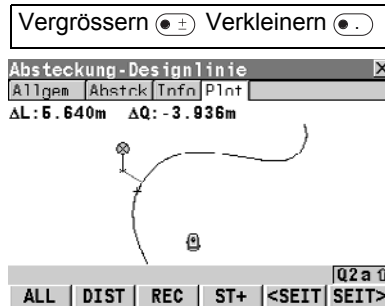 Vergrössern ± Verkleinern .
Absteckung-Designlinie X
Allgem Abstck Info Plot
ΔL:5.640m ΔQ:-3.936m
Q2a⇧
ALL DIST REC ST+ <SEIT SEIT>